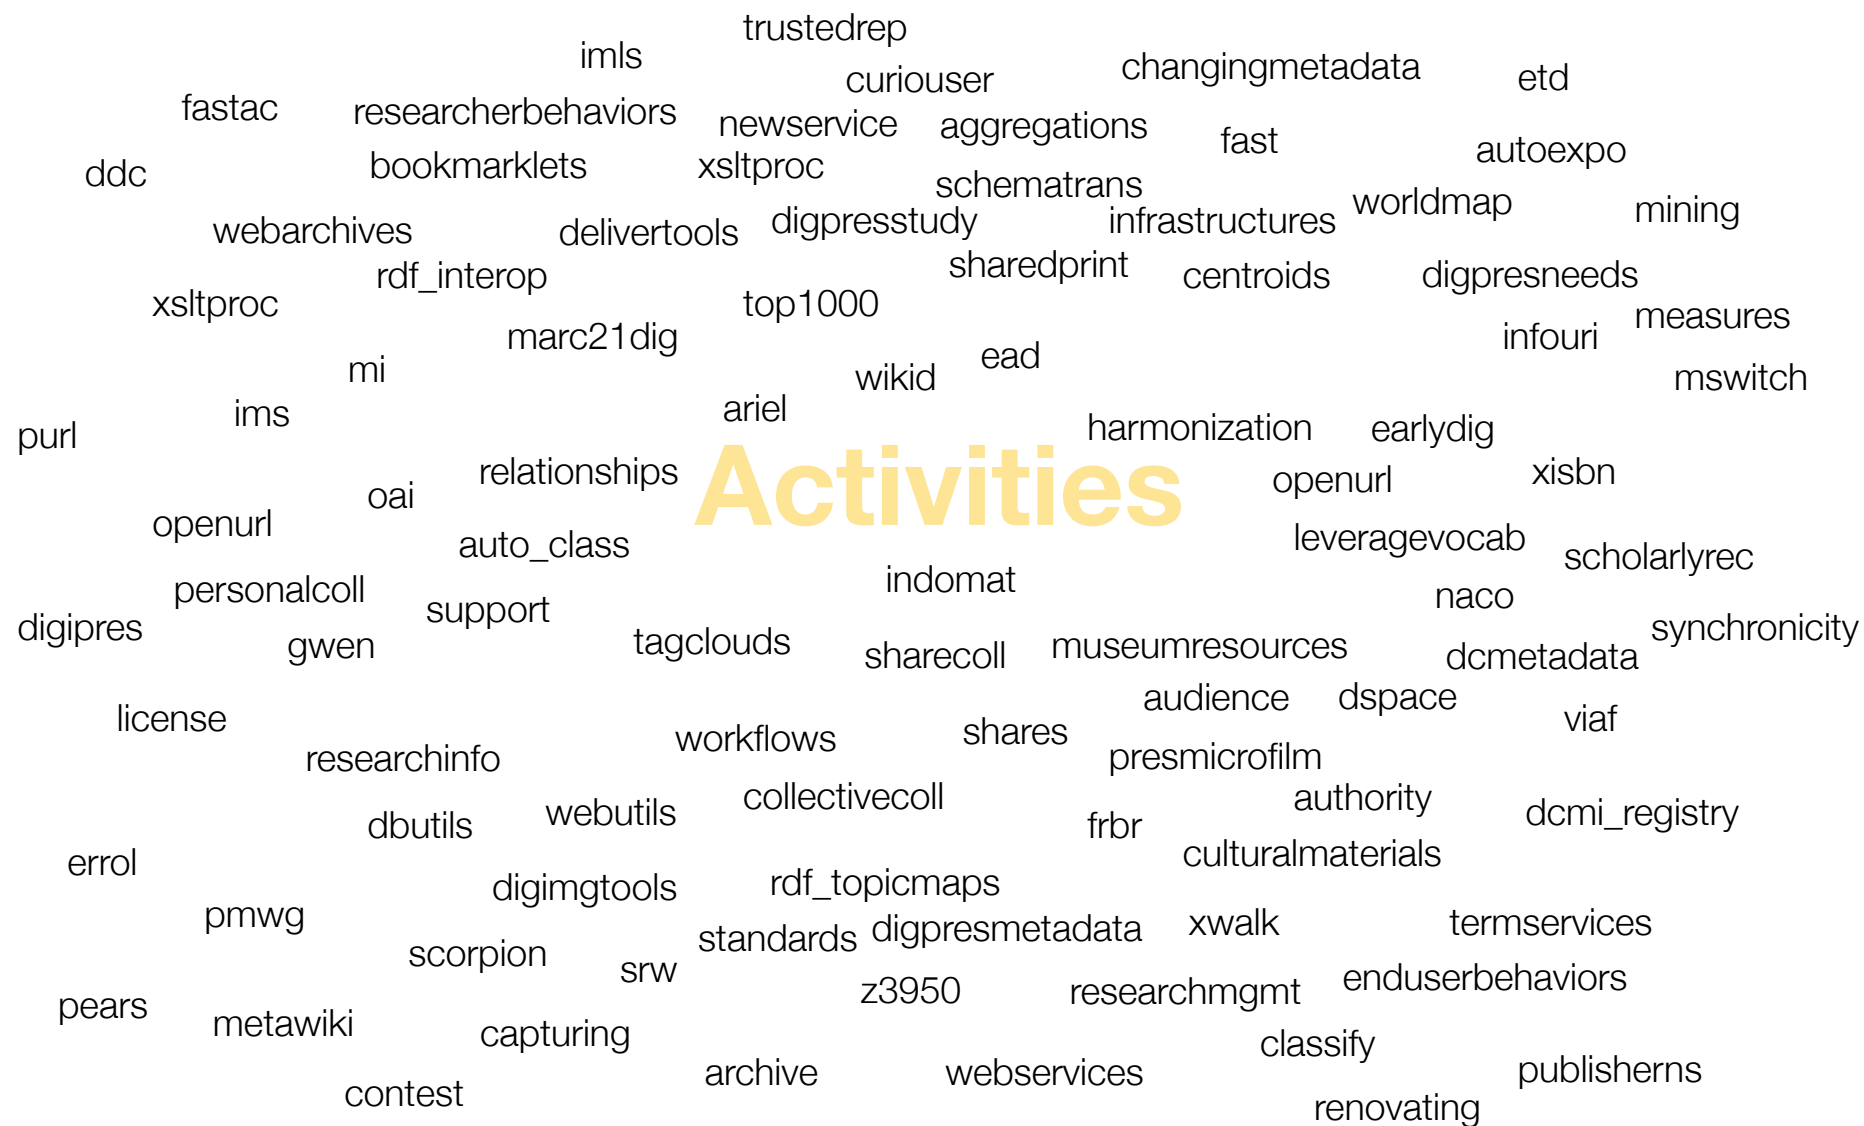 trustedrep
imls
curiouser
changingmetadata
etd
fastac
researcherbehaviors
newservice
aggregations
fast
autoexpo
ddc
bookmarklets
xsltproc
schematrans
worldmap
mining
webarchives
delivertools
digpresstudy
infrastructures
rdf_interop
sharedprint
centroids
digpresneeds
xsltproc
top1000
measures
marc21dig
infouri
mi
wikid
ead
mswitch
ims
ariel
purl
harmonization
earlydig
Activities
relationships
openurl
xisbn
oai
openurl
auto_class
leveragevocab
scholarlyrec
personalcoll
indomat
naco
support
digipres
gwen
tagclouds
sharecoll
museumresources
dcmetadata
synchronicity
audience
dspace
license
viaf
workflows
shares
researchinfo
presmicrofilm
collectivecoll
authority
dbutils
webutils
frbr
dcmi_registry
errol
culturalmaterials
digimgtools
rdf_topicmaps
pmwg
standards
digpresmetadata
xwalk
termservices
scorpion
srw
z3950
researchmgmt
enduserbehaviors
pears
metawiki
capturing
classify
archive
webservices
publisherns
contest
renovating